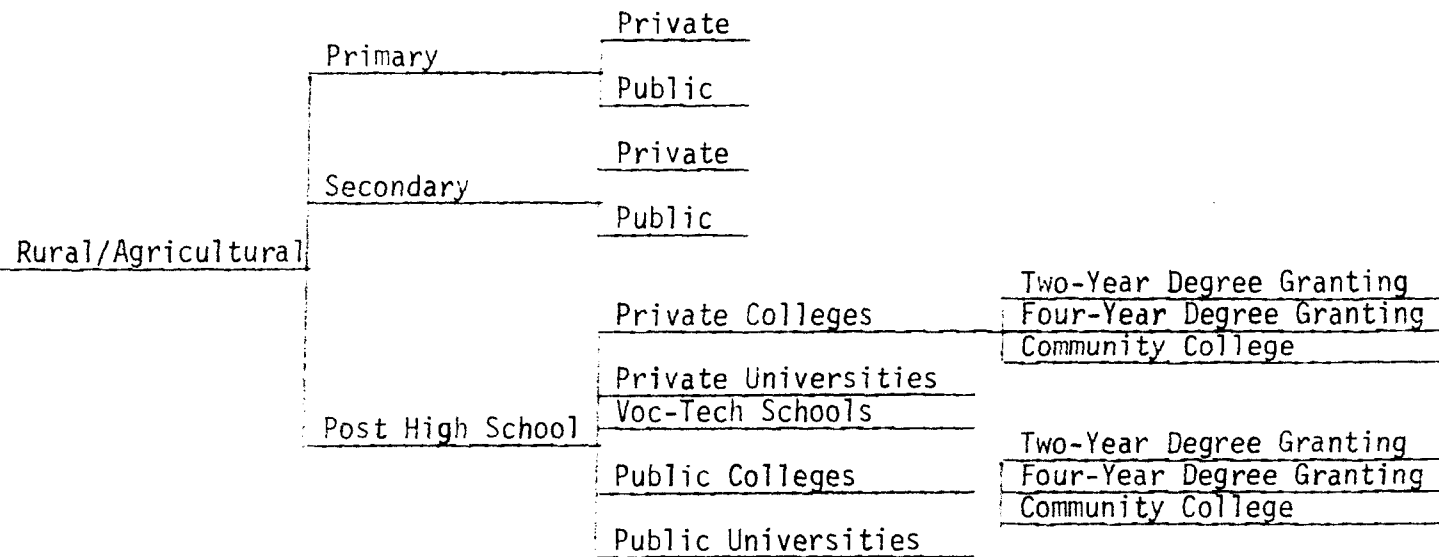 Private
Primary
Public
Private
Secondary
Public
Rural/Agricultural
Two-Year Degree Granting
Private Colleges
Four-Year Degree Granting
Community College
Private Universities
Voc-Tech Schools
Post High School
Two-Year Degree Granting
Public Colleges
Four-Year Degree Granting
Community College
Public Universities